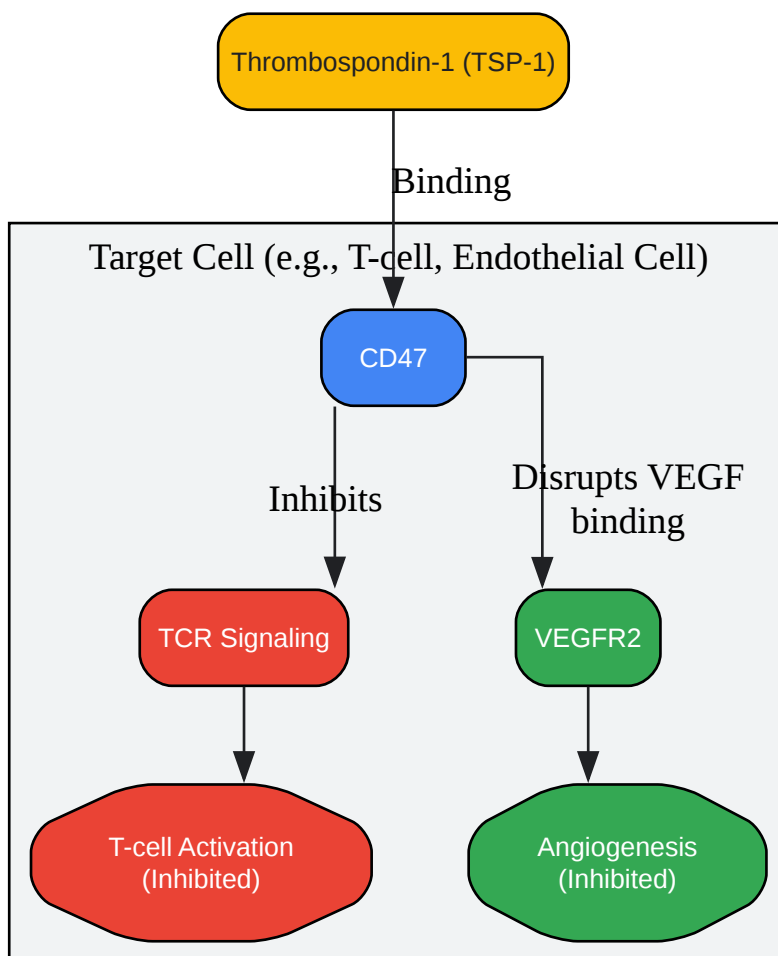 Thrombospondin-1 (TSP-1)
Binding
Target Cell (e.g., T-cell, Endothelial Cell)
CD47
Inhibits
Disrupts VEGF
binding
TCR Signaling
VEGFR2
T-cell Activation
(Inhibited)
Angiogenesis
(Inhibited)